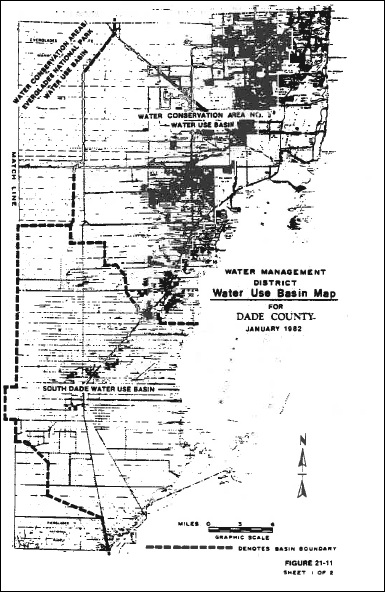 EVERGLADES
WATER CONSERVATION AREAS/
EVERGLADES NATIONAL PARK
WATER USE BASIN
WATER CONSERVATION AREA NO. 3
WATER USE BASIN
MATCH LINE
WATER MANAGEMENT
DISTRICT
Water Use Basin Map
FOR
DADE COUNTY
JANUARY 1982
SOUTH DADE WATER USE BASIN
EVERGLADES
MILES 0 3 6
GRAPHIC SCALE
DENOTES BASIN BOUNDARY
FIGURE 21-11
SHEET 1 OF 2